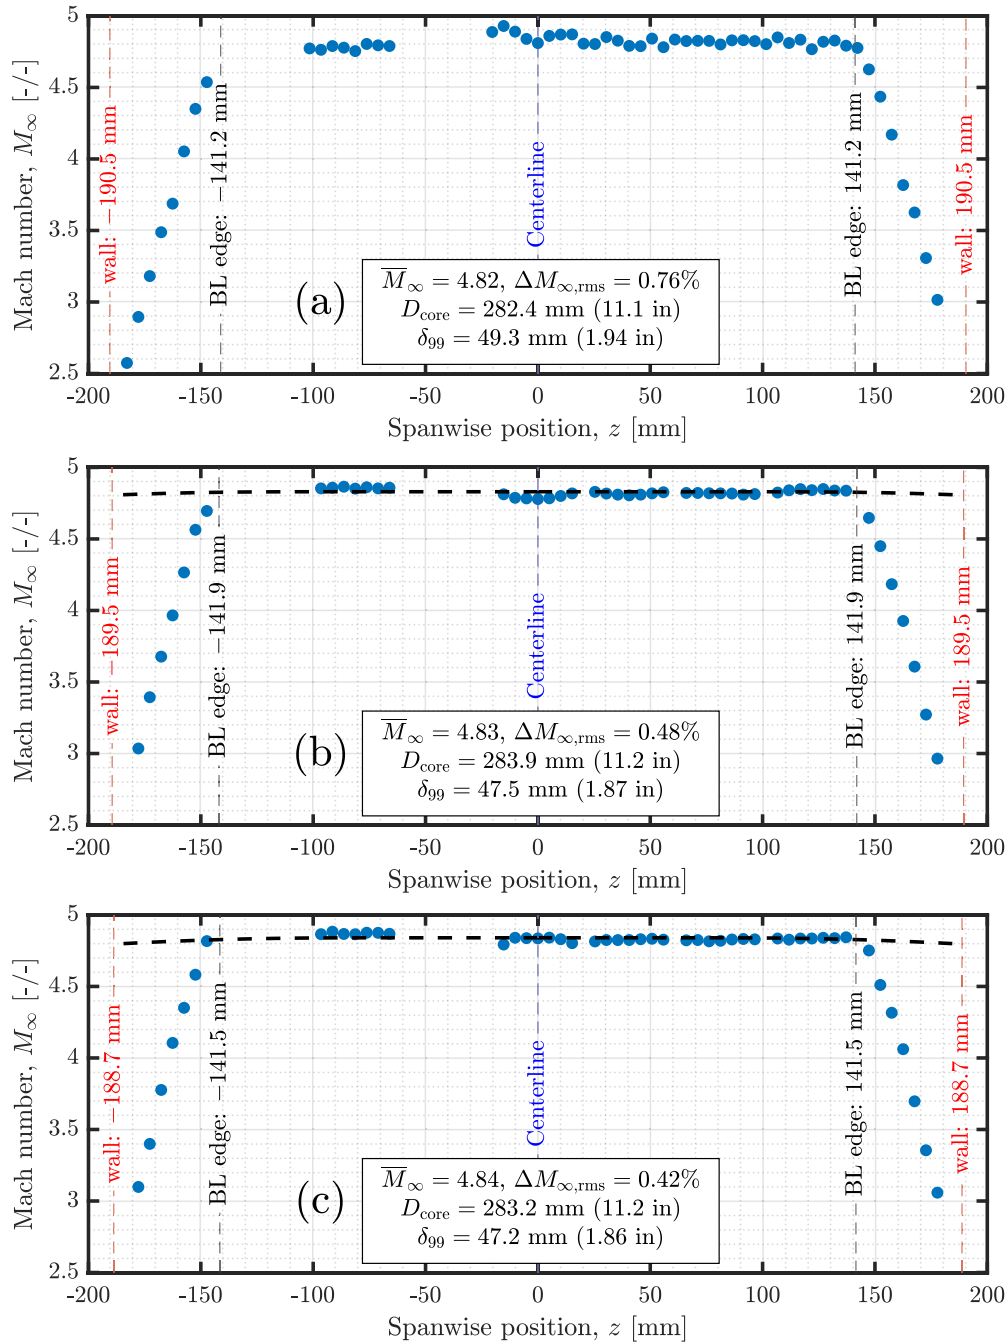 5
4.5
4
3.5
3
2.5
Mach number, M∞ [-/-]
wall: −190.5 mm
BL edge: −141.2 mm
Centerline
BL edge: 141.2 mm
wall: 190.5 mm
(a)
M̅∞ = 4.82, ΔM∞,rms = 0.76%
Dcore = 282.4 mm (11.1 in)
δ99 = 49.3 mm (1.94 in)
-200 -150 -100 -50 0 50 100 150 200
Spanwise position, z [mm]
5
4.5
4
3.5
3
2.5
Mach number, M∞ [-/-]
wall: −189.5 mm
BL edge: −141.9 mm
Centerline
BL edge: 141.9 mm
wall: 189.5 mm
(b)
M̅∞ = 4.83, ΔM∞,rms = 0.48%
Dcore = 283.9 mm (11.2 in)
δ99 = 47.5 mm (1.87 in)
-200 -150 -100 -50 0 50 100 150 200
Spanwise position, z [mm]
5
4.5
4
3.5
3
2.5
Mach number, M∞ [-/-]
wall: −188.7 mm
BL edge: −141.5 mm
Centerline
BL edge: 141.5 mm
wall: 188.7 mm
(c)
M̅∞ = 4.84, ΔM∞,rms = 0.42%
Dcore = 283.2 mm (11.2 in)
δ99 = 47.2 mm (1.86 in)
-200 -150 -100 -50 0 50 100 150 200
Spanwise position, z [mm]